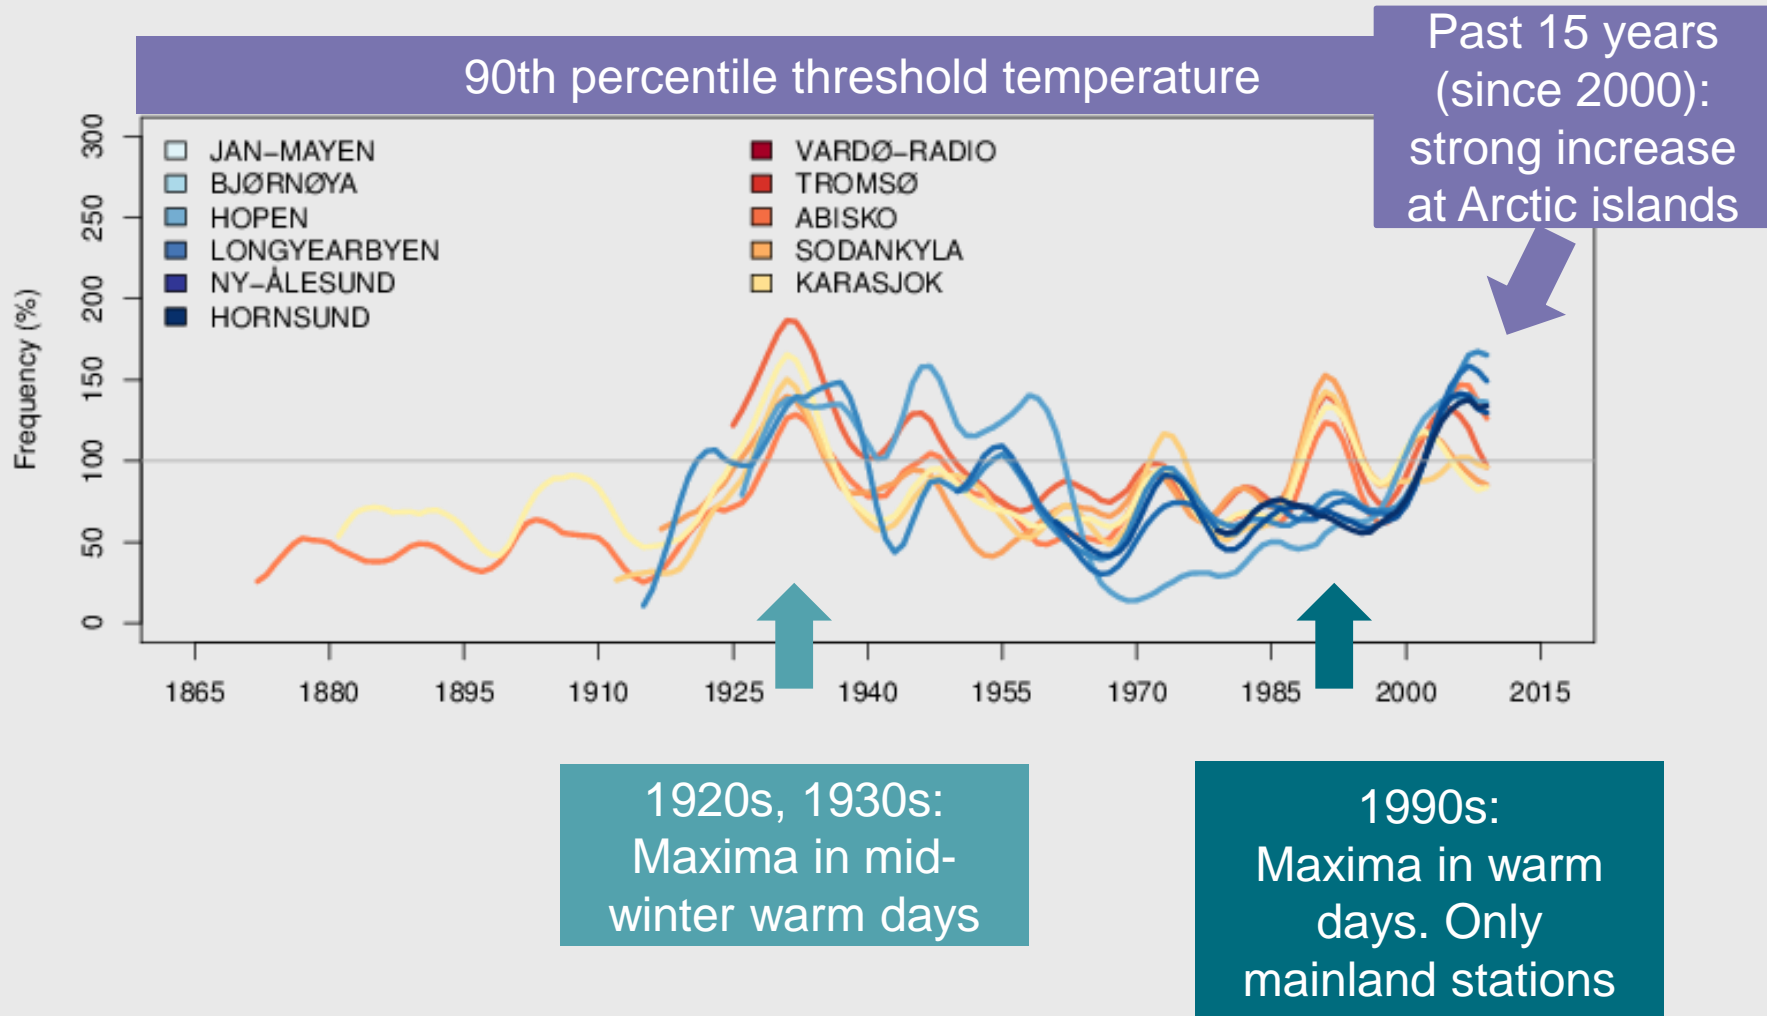 90th percentile threshold temperature
Past 15 years
(since 2000):
strong increase
at Arctic islands
JAN–MAYEN
BJØRNØYA
HOPEN
LONGYEARBYEN
NY–ÅLESUND
HORNSUND
VARDØ–RADIO
TROMSØ
ABISKO
SODANKYLA
KARASJOK
Frequency (%)
300
250
200
150
100
50
0
1865 1880 1895 1910 1925 1940 1955 1970 1985 2000 2015
1920s, 1930s:
Maxima in mid-
winter warm days
1990s:
Maxima in warm
days. Only
mainland stations